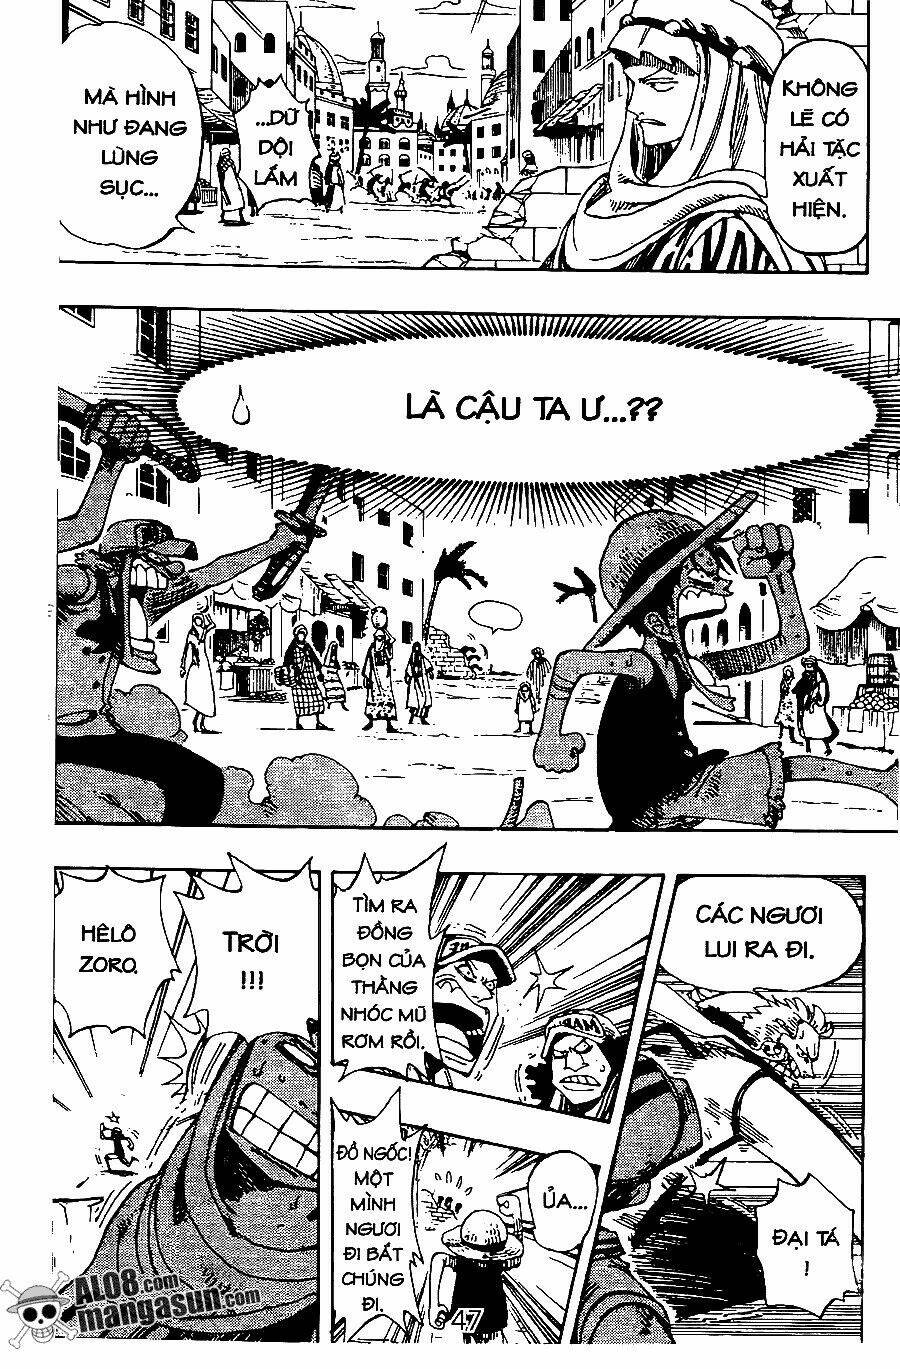 KHÔNG
LẼ CÓ
HẢI TẶC
XUẤT
HIỆN.
...DỮ
DỘI
LẮM
MÀ HÌNH
NHƯ ĐANG
LÙNG
SỤC...
LÀ CẬU TA Ư...??
CÁC NGƯƠI
LUI RA ĐI.
ĐẠI TÁ
!
TÌM RA
ĐỒNG
BỌN CỦA
THẰNG
NHÓC MŨ
RƠM RỒI.
ỦA...
ĐỒ NGỐC!
MỘT
MÌNH
NGƯƠI
ĐI BẮT
CHÚNG
ĐI.
TRỜI
!!!
HÊLÔ
ZORO.
47
ALO8.com
mangasun.com